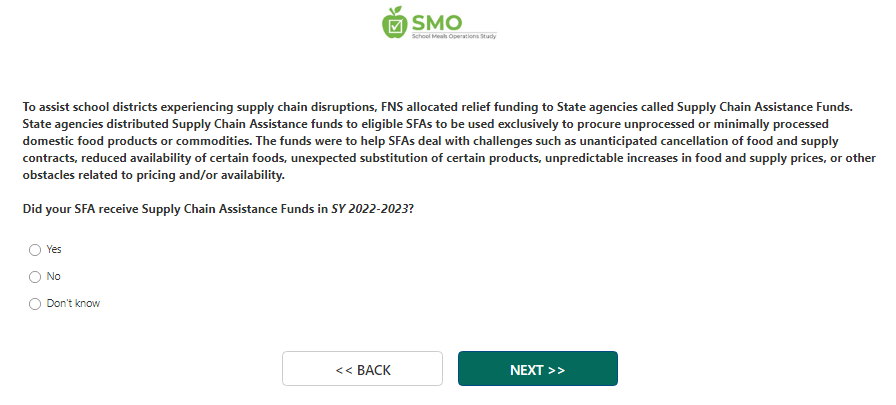 SMO
School Meals Operations Study
To assist school districts experiencing supply chain disruptions, FNS allocated relief funding to State agencies called Supply Chain Assistance Funds.
State agencies distributed Supply Chain Assistance funds to eligible SFAs to be used exclusively to procure unprocessed or minimally processed
domestic food products or commodities. The funds were to help SFAs deal with challenges such as unanticipated cancellation of food and supply
contracts, reduced availability of certain foods, unexpected substitution of certain products, unpredictable increases in food and supply prices, or other
obstacles related to pricing and/or availability.
Did your SFA receive Supply Chain Assistance Funds in SY 2022-2023?
Yes
No
Don't know
<< BACK
NEXT >>